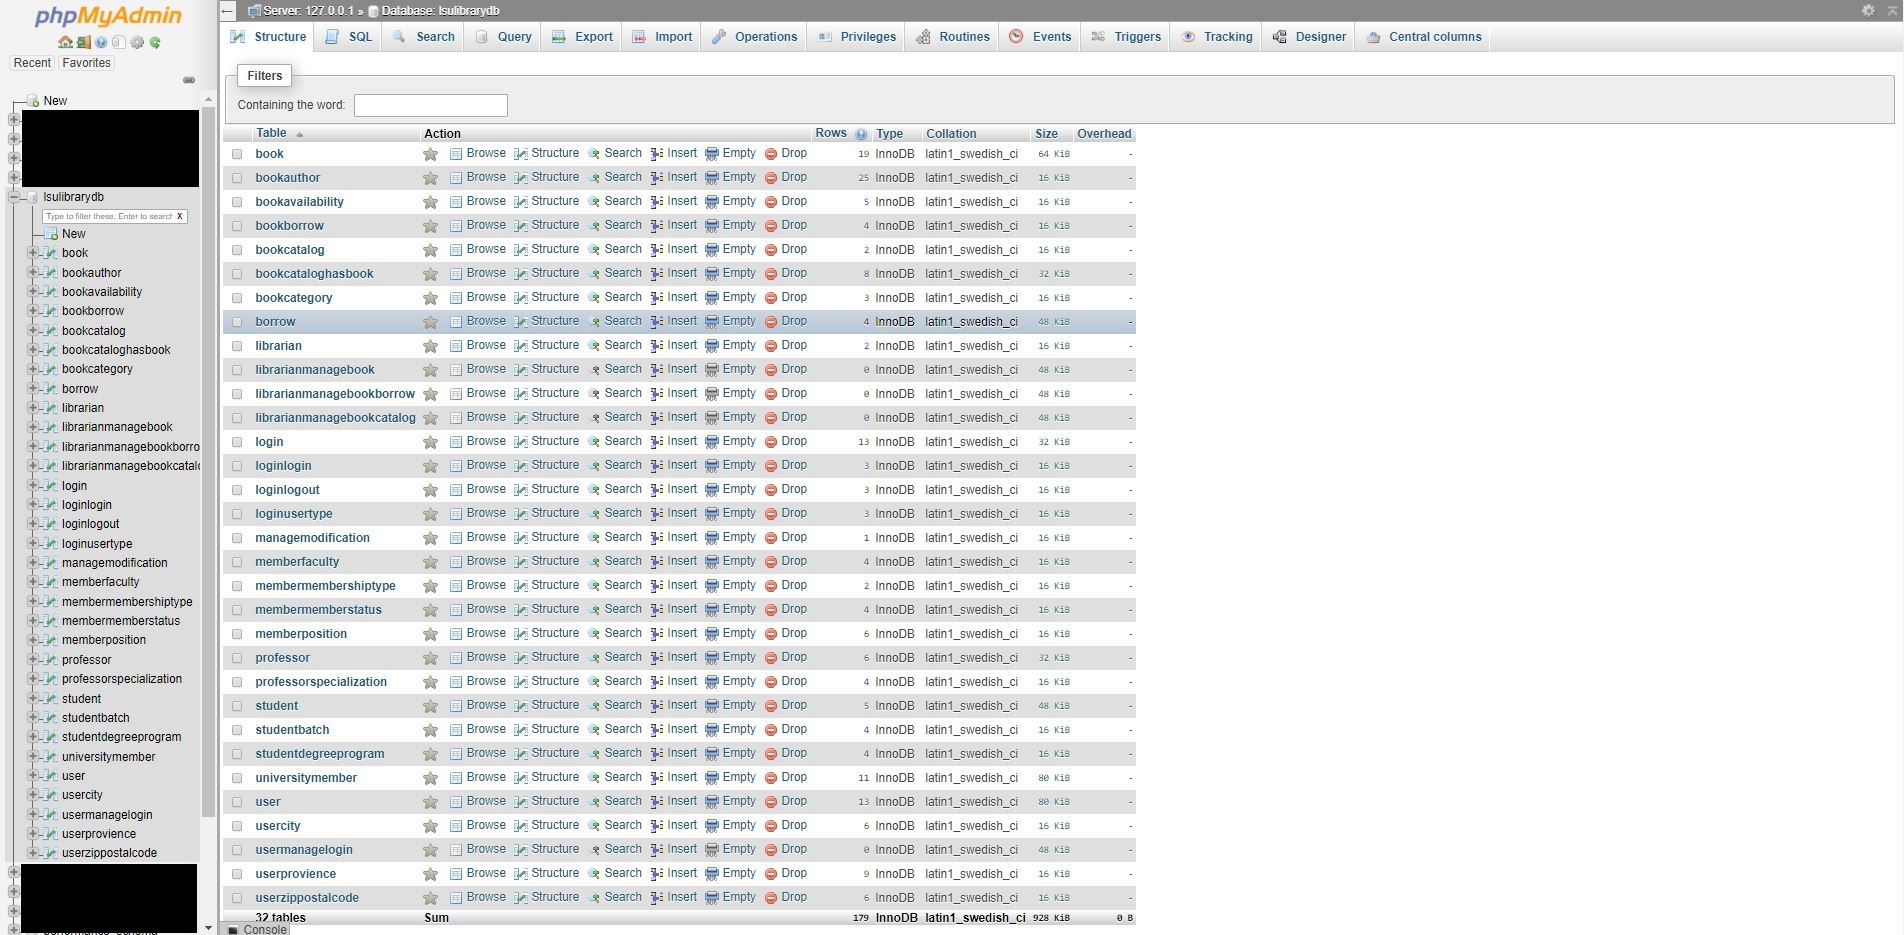 phpMyAdmin
Recent Favorites
New
lsulibrarydb
Type to filter these, Enter to search X
New
book
bookauthor
bookavailability
bookborrow
bookcatalog
bookcataloghasbook
bookcategory
borrow
librarian
librarianmanagebook
librarianmanagebookborro
librarianmanagebookcatal
login
loginlogin
loginlogout
loginusertype
managemodification
memberfaculty
membermembershiptype
membermemberstatus
memberposition
professor
professorspecialization
student
studentbatch
studentdegreeprogram
universitymember
user
usercity
usermanagelogin
userprovience
userzippostalcode
Server: 127.0.0.1 » Database: lsulibrarydb
Structure SQL Search Query Export Import Operations Privileges Routines Events Triggers Tracking Designer Central columns
Filters
Containing the word:
Table Action Rows Type Collation Size Overhead
book Browse Structure Search Insert Empty Drop 19 InnoDB latin1_swedish_ci 64 KiB -
bookauthor Browse Structure Search Insert Empty Drop 25 InnoDB latin1_swedish_ci 16 KiB -
bookavailability Browse Structure Search Insert Empty Drop 5 InnoDB latin1_swedish_ci 16 KiB -
bookborrow Browse Structure Search Insert Empty Drop 4 InnoDB latin1_swedish_ci 16 KiB -
bookcatalog Browse Structure Search Insert Empty Drop 2 InnoDB latin1_swedish_ci 16 KiB -
bookcataloghasbook Browse Structure Search Insert Empty Drop 8 InnoDB latin1_swedish_ci 32 KiB -
bookcategory Browse Structure Search Insert Empty Drop 3 InnoDB latin1_swedish_ci 16 KiB -
borrow Browse Structure Search Insert Empty Drop 4 InnoDB latin1_swedish_ci 48 KiB -
librarian Browse Structure Search Insert Empty Drop 2 InnoDB latin1_swedish_ci 16 KiB -
librarianmanagebook Browse Structure Search Insert Empty Drop 0 InnoDB latin1_swedish_ci 48 KiB -
librarianmanagebookborrow Browse Structure Search Insert Empty Drop 0 InnoDB latin1_swedish_ci 48 KiB -
librarianmanagebookcatalog Browse Structure Search Insert Empty Drop 0 InnoDB latin1_swedish_ci 48 KiB -
login Browse Structure Search Insert Empty Drop 13 InnoDB latin1_swedish_ci 32 KiB -
loginlogin Browse Structure Search Insert Empty Drop 3 InnoDB latin1_swedish_ci 16 KiB -
loginlogout Browse Structure Search Insert Empty Drop 3 InnoDB latin1_swedish_ci 16 KiB -
loginusertype Browse Structure Search Insert Empty Drop 3 InnoDB latin1_swedish_ci 16 KiB -
managemodification Browse Structure Search Insert Empty Drop 1 InnoDB latin1_swedish_ci 16 KiB -
memberfaculty Browse Structure Search Insert Empty Drop 4 InnoDB latin1_swedish_ci 16 KiB -
membermembershiptype Browse Structure Search Insert Empty Drop 2 InnoDB latin1_swedish_ci 16 KiB -
membermemberstatus Browse Structure Search Insert Empty Drop 4 InnoDB latin1_swedish_ci 16 KiB -
memberposition Browse Structure Search Insert Empty Drop 6 InnoDB latin1_swedish_ci 16 KiB -
professor Browse Structure Search Insert Empty Drop 6 InnoDB latin1_swedish_ci 32 KiB -
professorspecialization Browse Structure Search Insert Empty Drop 4 InnoDB latin1_swedish_ci 16 KiB -
student Browse Structure Search Insert Empty Drop 5 InnoDB latin1_swedish_ci 48 KiB -
studentbatch Browse Structure Search Insert Empty Drop 4 InnoDB latin1_swedish_ci 16 KiB -
studentdegreeprogram Browse Structure Search Insert Empty Drop 4 InnoDB latin1_swedish_ci 16 KiB -
universitymember Browse Structure Search Insert Empty Drop 11 InnoDB latin1_swedish_ci 80 KiB -
user Browse Structure Search Insert Empty Drop 13 InnoDB latin1_swedish_ci 80 KiB -
usercity Browse Structure Search Insert Empty Drop 6 InnoDB latin1_swedish_ci 16 KiB -
usermanagelogin Browse Structure Search Insert Empty Drop 0 InnoDB latin1_swedish_ci 48 KiB -
userprovience Browse Structure Search Insert Empty Drop 9 InnoDB latin1_swedish_ci 16 KiB -
userzippostalcode Browse Structure Search Insert Empty Drop 6 InnoDB latin1_swedish_ci 16 KiB -
32 tables Sum 179 InnoDB latin1_swedish_ci 928 KiB 0 B
Console